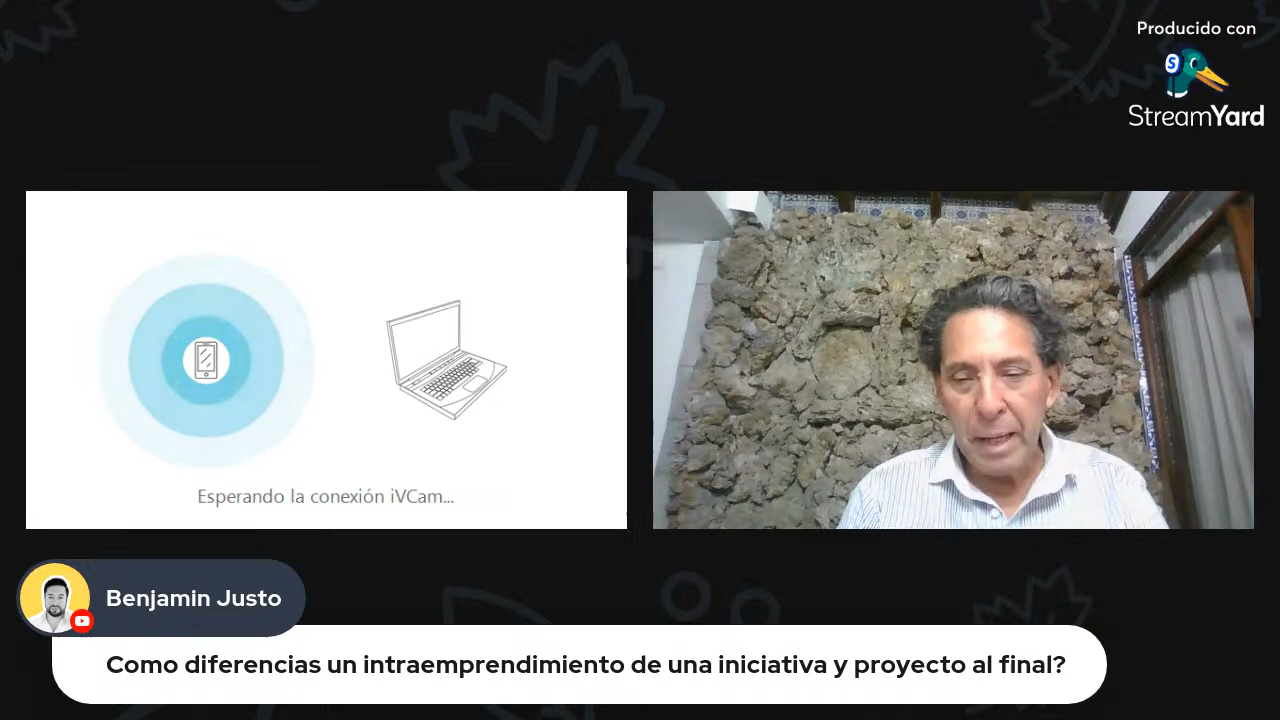 Producido con
StreamYard
Esperando la conexión iVCam...
Benjamin Justo
Como diferencias un intraemprendimiento de una iniciativa y proyecto al final?